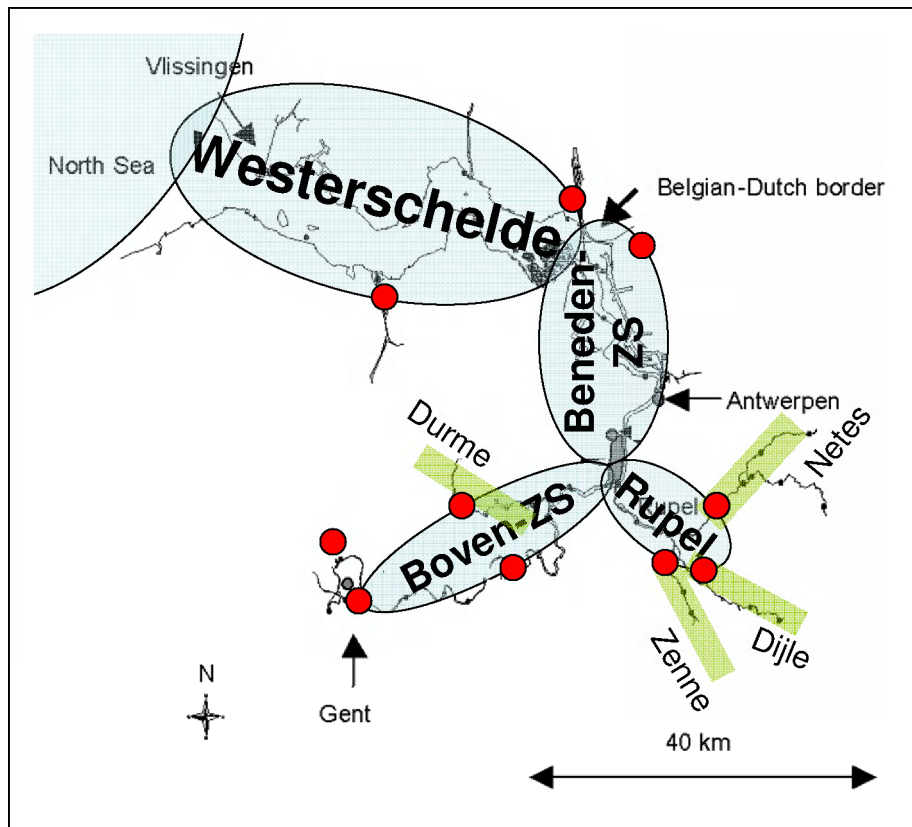 Vlissingen
North Sea
Westerschelde
Belgian-Dutch border
Beneden-
ZS
Antwerpen
Durme
Netes
Boven-ZS
Rupel
Rupel
Zenne
Dijle
N
Gent
40 km